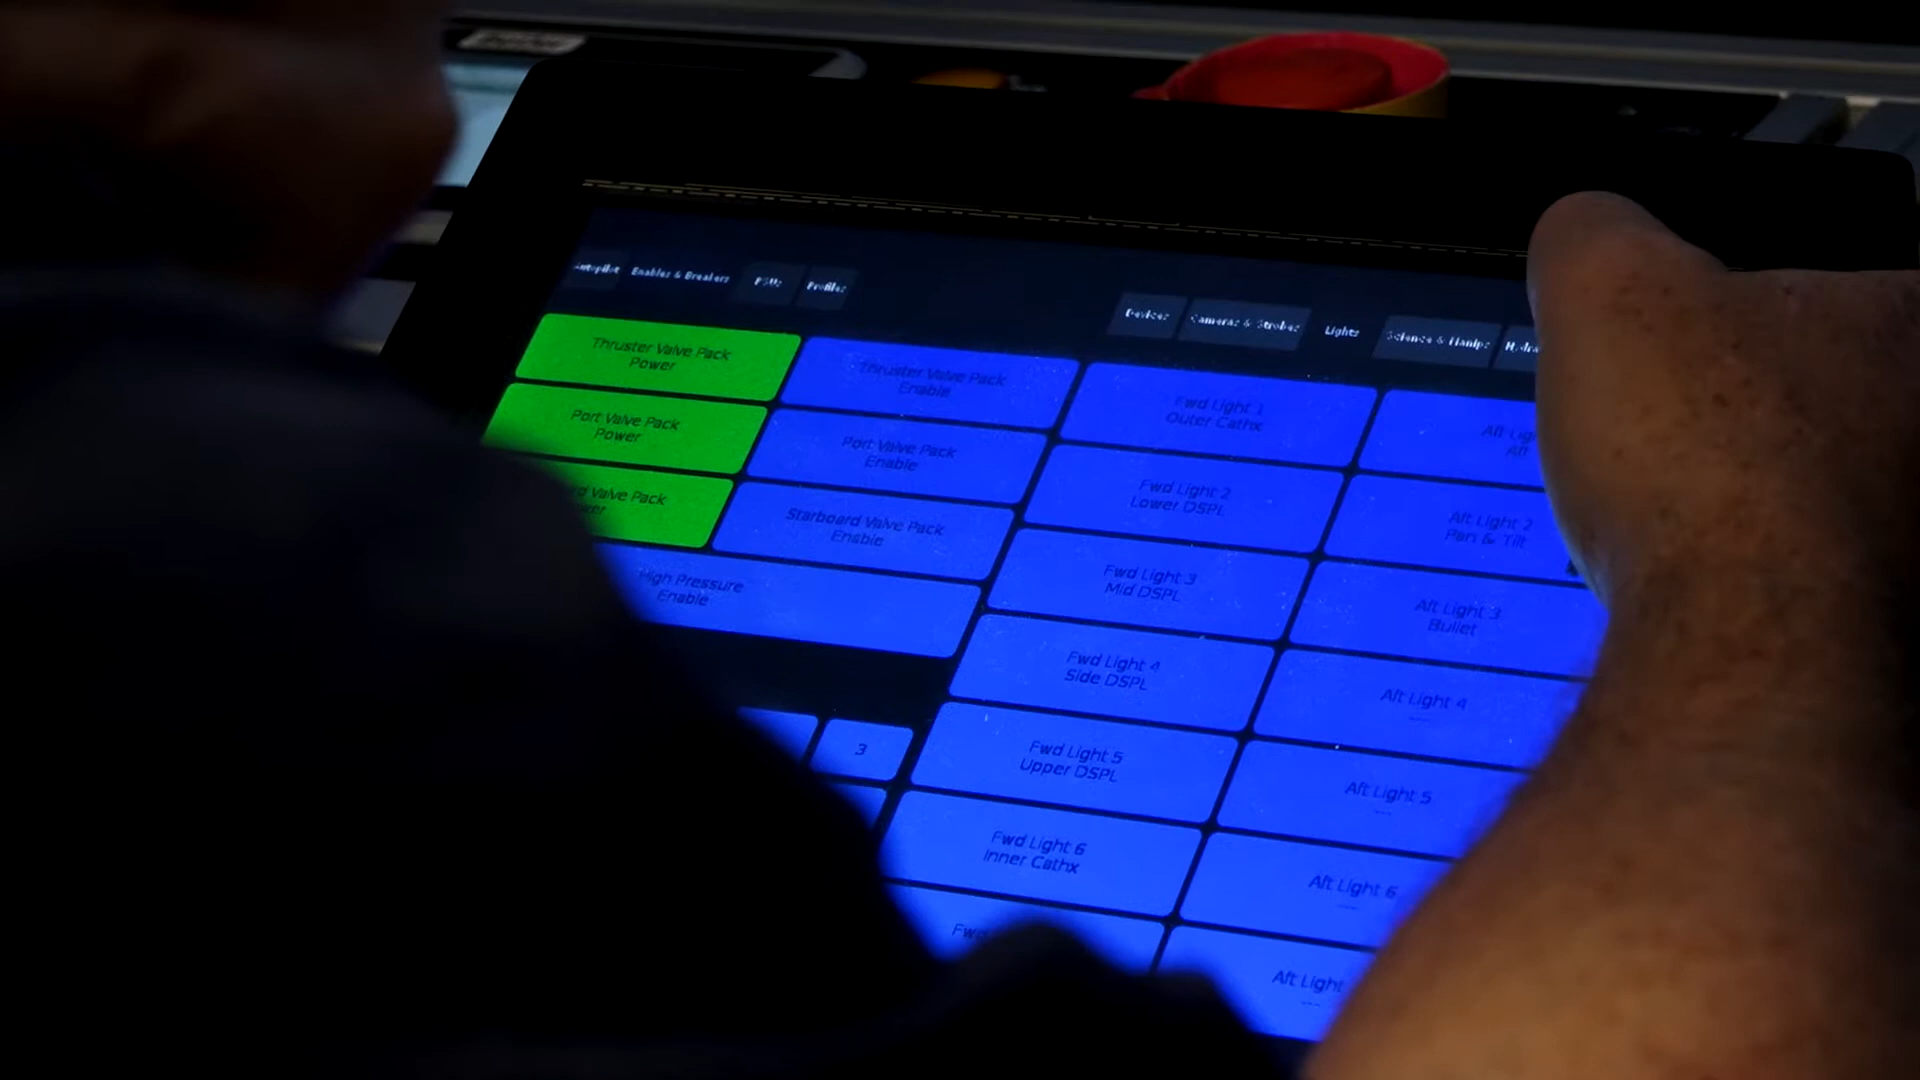 Autopilot
Enables & Breakers
PSUs
Profiles
Devices
Cameras & Strobes
Lights
Science & Manips
Thruster Valve Pack
Power
Thruster Valve Pack
Enable
Fwd Light 1
Outer Cathx
Aft
Port Valve Pack
Power
Port Valve Pack
Enable
Fwd Light 2
Lower DSPL
Aft Light 2
Pan & Tilt
Valve Pack
Starboard Valve Pack
Enable
Fwd Light 3
Mid DSPL
Aft Light 3
Bullet
High Pressure
Enable
Fwd Light 4
Side DSPL
Aft Light 4
---
3
Fwd Light 5
Upper DSPL
Aft Light 5
---
Fwd Light 6
Inner Cathx
Aft Light 6
---
Aft Light
---